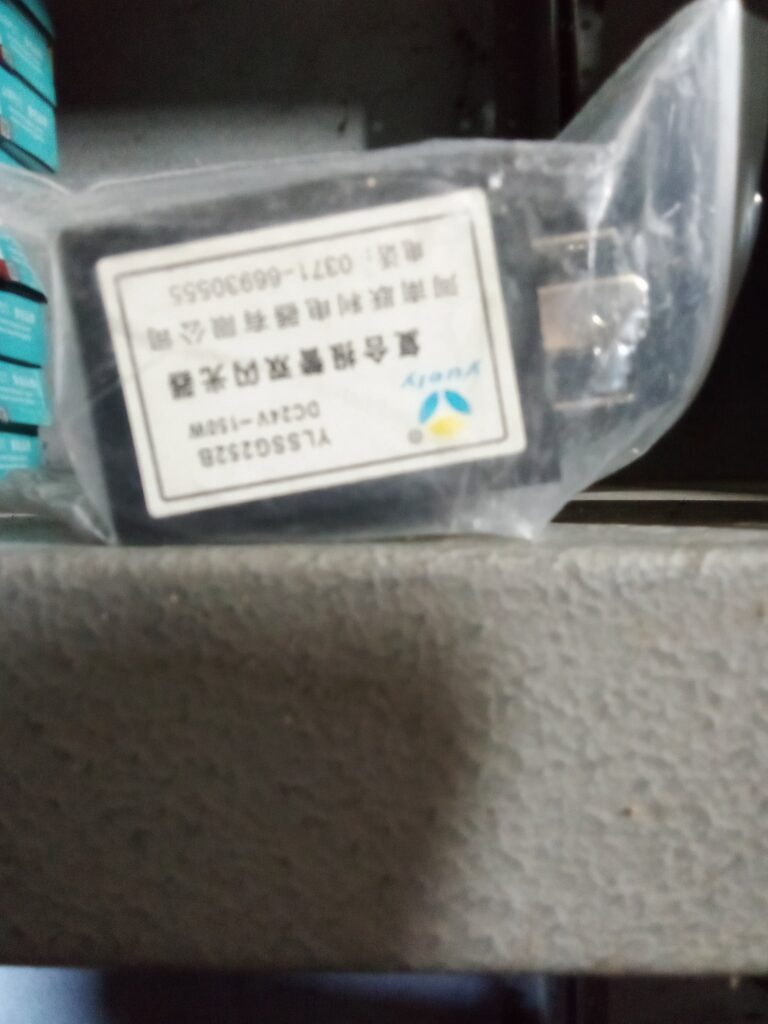 yuely
YLSSG252B
DC24V-150W
复合报警双闪光器
河南跃利电器有限公司
电话：0371-66930555